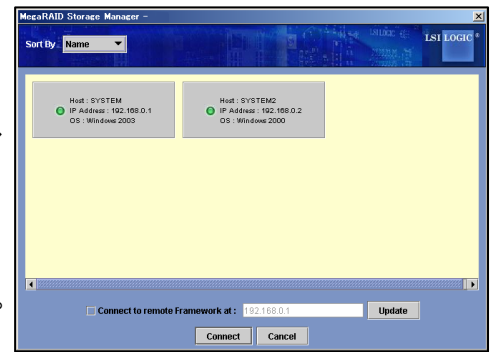 MegaRAID Storage Manager -
LSI LOGIC ®
Sort By
Name
Host : SYSTEM
IP Address : 192.168.0.1
OS : Windows 2003
Host : SYSTEM2
IP Address : 192.168.0.2
OS : Windows 2000
Connect to remote Framework at :
192.168.0.1
Update
Connect
Cancel